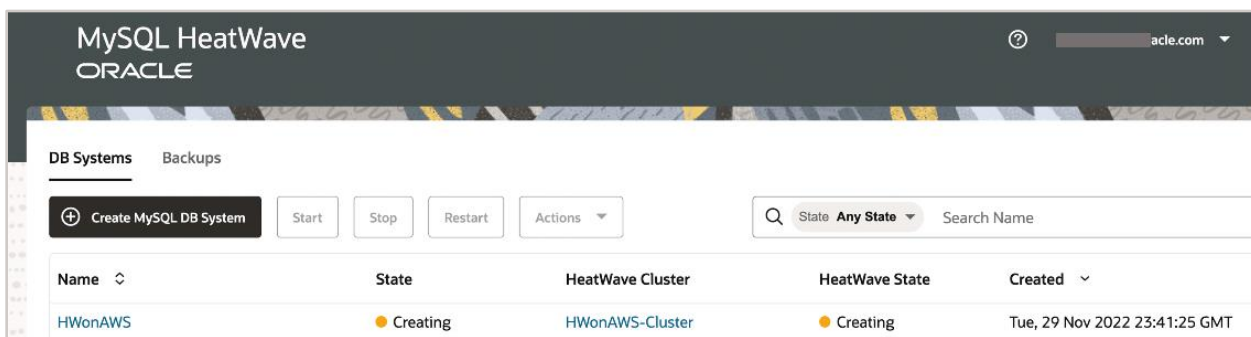 MySQL HeatWave
ORACLE
acle.com
DB Systems Backups
Create MySQL DB System Start Stop Restart Actions State Any State Search Name
Name State HeatWave Cluster HeatWave State Created
HWonAWS Creating HWonAWS-Cluster Creating Tue, 29 Nov 2022 23:41:25 GMT